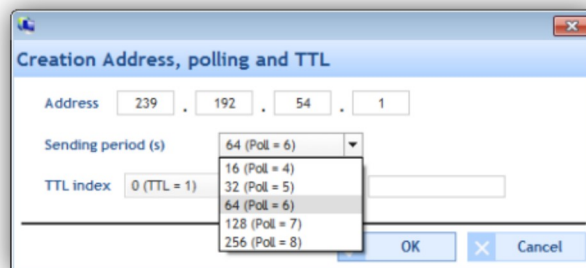 Creation Address, polling and TTL
Address 239 . 192 . 54 . 1
Sending period (s) 64 (Poll = 6)
16 (Poll = 4)
TTL index 0 (TTL = 1) 32 (Poll = 5)
64 (Poll = 6)
128 (Poll = 7)
256 (Poll = 8)
OK Cancel